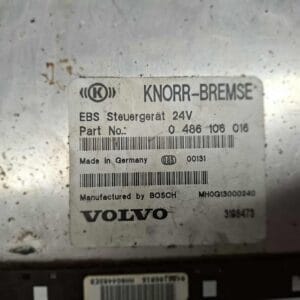 KNORR-BREMSE
EBS Steuergerät 24V
Part No.: 0 486 106 016
Made in Germany 00131
Manufactured by BOSCH MH0G13000240
VOLVO 3198473